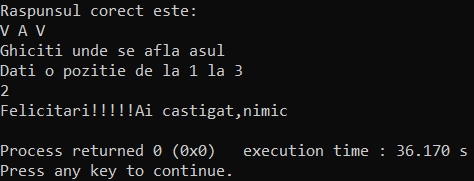 Raspunsul corect este:
V A V
Ghiciti unde se afla asul
Dati o pozitie de la 1 la 3
2
Felicitari!!!!!Ai castigat,nimic
Process returned 0 (0x0)   execution time : 36.170 s
Press any key to continue.